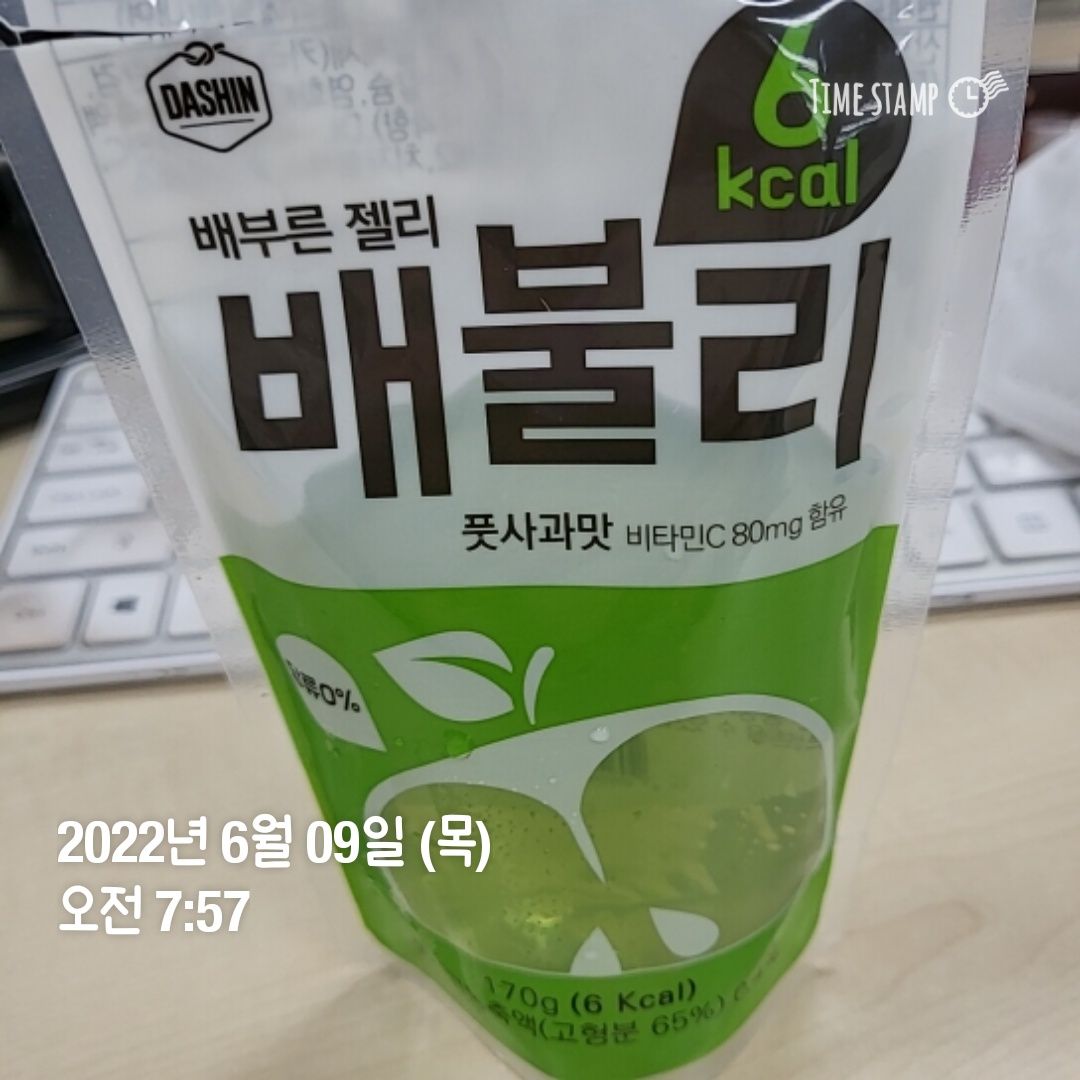 DASHIN
6
kcal
TIME STAMP
배부른 젤리
배불리
풋사과맛 비타민C 80mg 함유
0%
2022년 6월 09일 (목)
오전 7:57
170g (6 Kcal)
(고형분 65%)